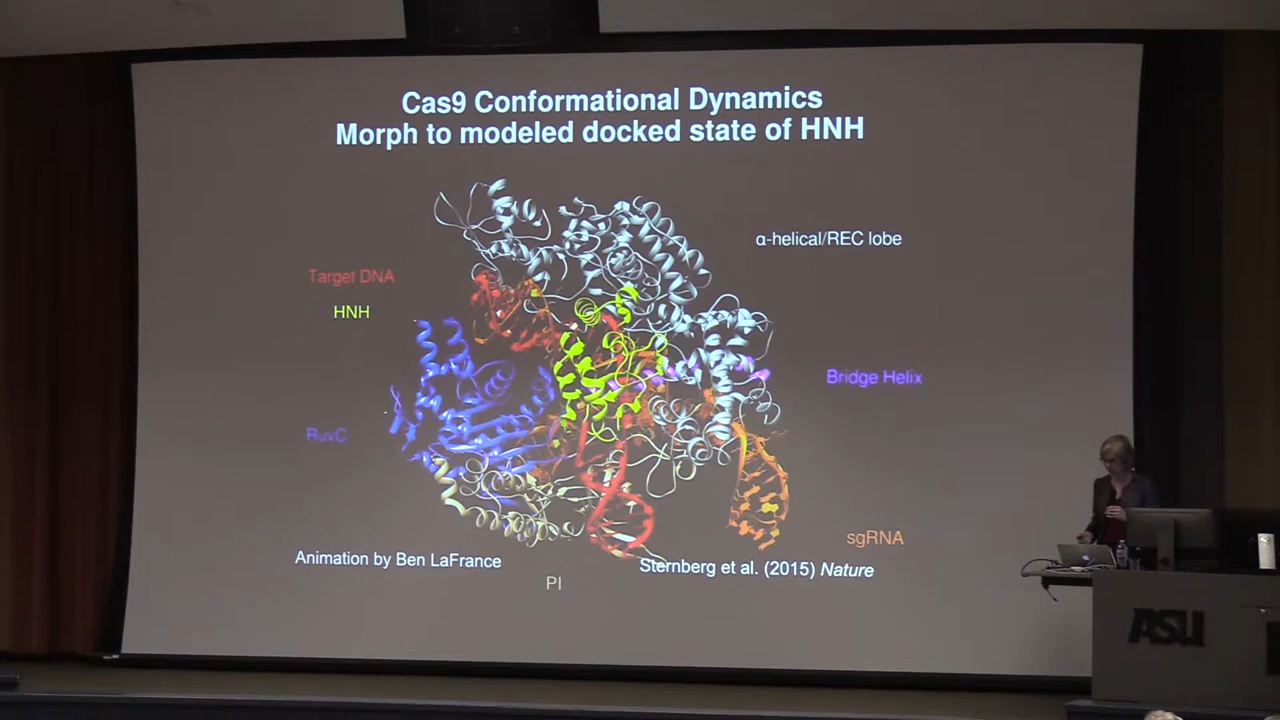 Cas9 Conformational Dynamics
Morph to modeled docked state of HNH
α-helical/REC lobe
Target DNA
HNH
Bridge Helix
RuvC
sgRNA
Animation by Ben LaFrance
Sternberg et al. (2015) Nature
PI
ASU